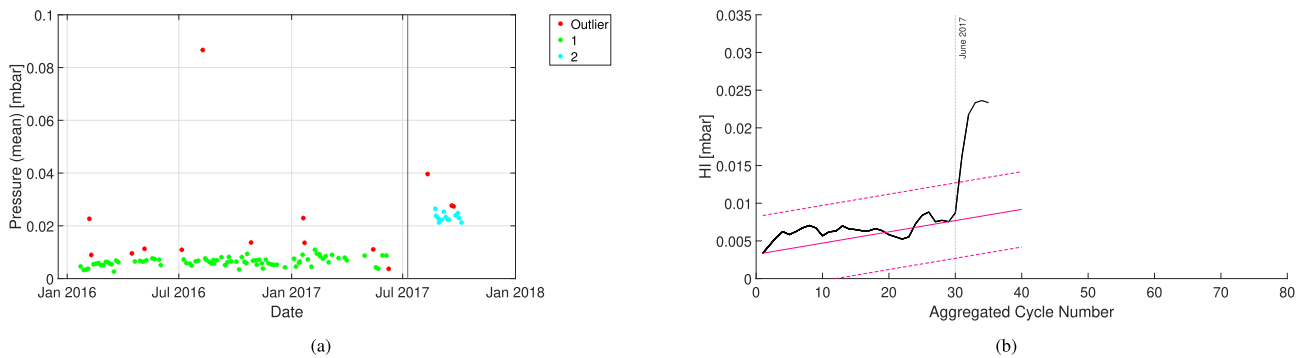 0.1
0.08
0.06
0.04
0.02
0
Pressure (mean) [mbar]
Jan 2016
Jul 2016
Jan 2017
Jul 2017
Jan 2018
Date
Outlier
1
2
(a)
0.035
0.03
0.025
0.02
0.015
0.01
0.005
0
HI [mbar]
June 2017
0
10
20
30
40
50
60
70
80
Aggregated Cycle Number
(b)